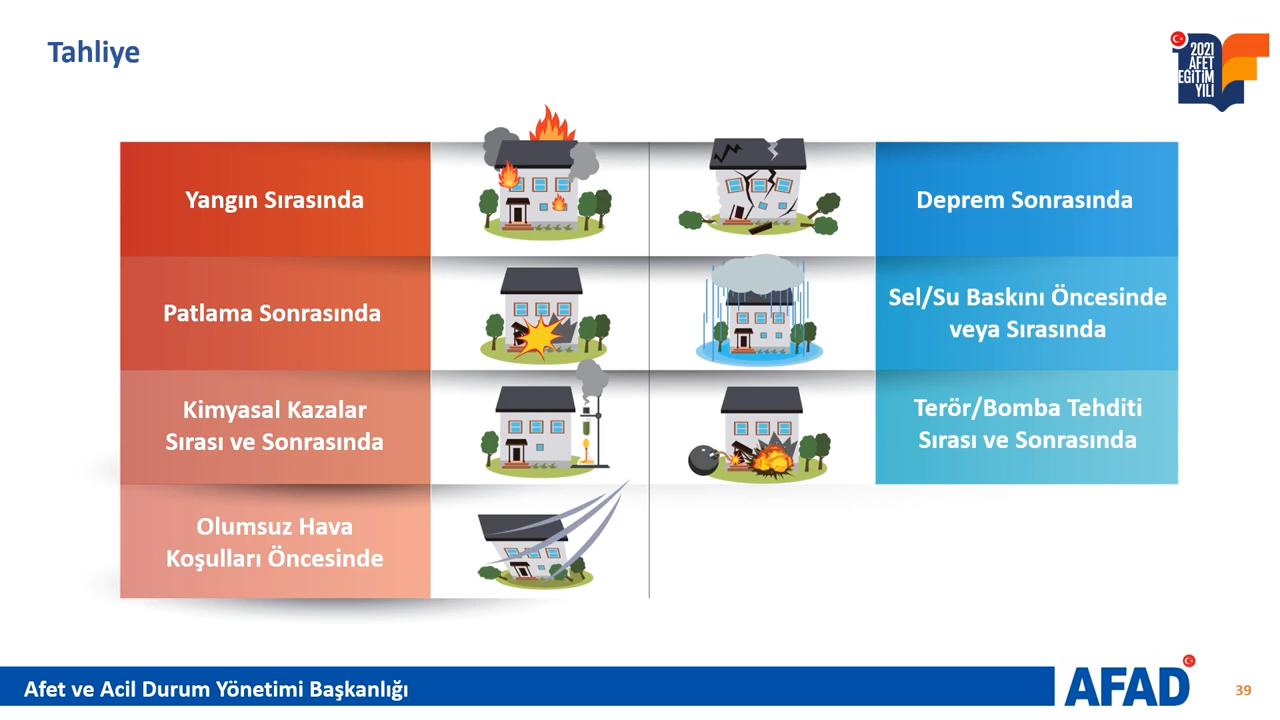 Tahliye
2021
AFET
EĞİTİM
YILI
Yangın Sırasında
Deprem Sonrasında
Patlama Sonrasında
Sel/Su Baskını Öncesinde
veya Sırasında
Kimyasal Kazalar
Sırası ve Sonrasında
Terör/Bomba Tehditi
Sırası ve Sonrasında
Olumsuz Hava
Koşulları Öncesinde
Afet ve Acil Durum Yönetimi Başkanlığı
AFAD
39